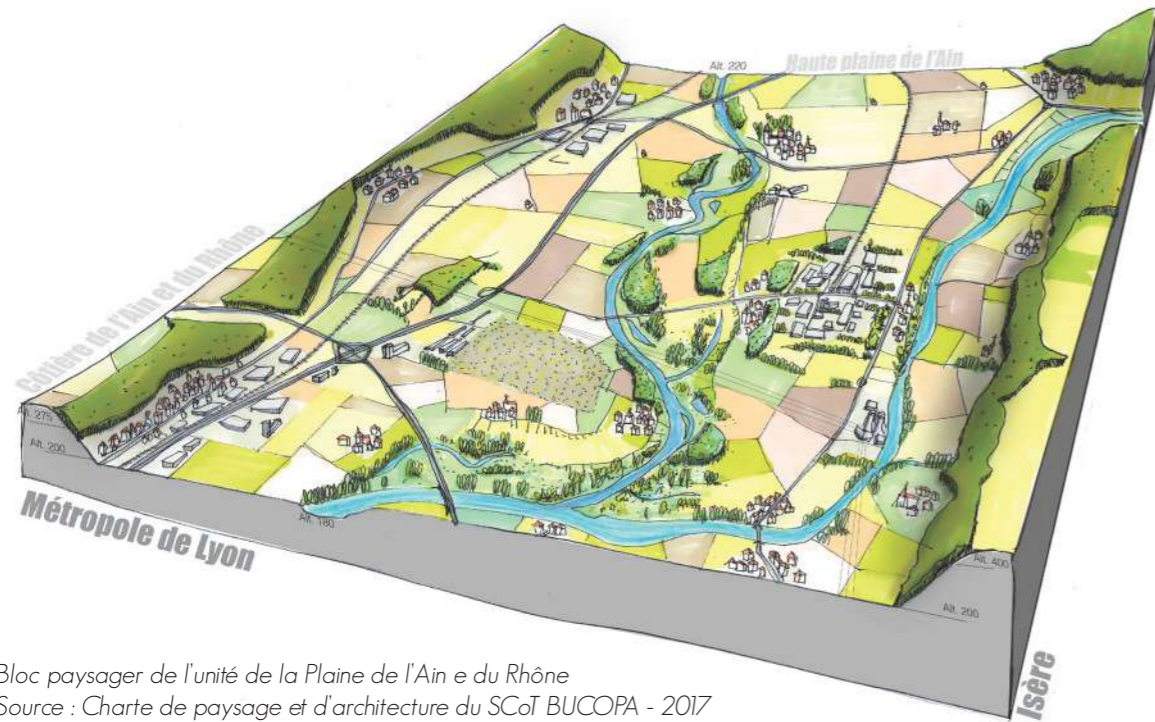 Alt. 220
Haute plaine de l'Ain
Côtière de l'Ain et du Rhône
Alt. 275
Alt. 200
Métropole de Lyon
Alt. 180
Alt. 400
Alt. 200
Isère
Bloc paysager de l'unité de la Plaine de l'Ain e du Rhône
Source : Charte de paysage et d'architecture du SCoT BUCOPA - 2017